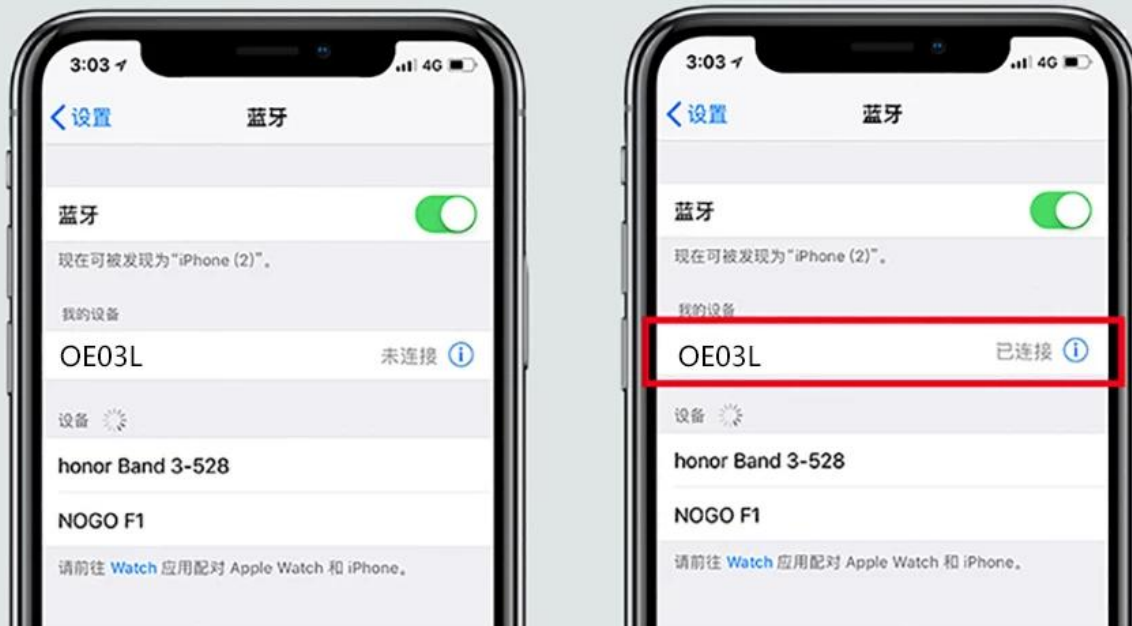 3:03
4G
设置
蓝牙
蓝牙
现在可被发现为“iPhone (2)”。
我的设备
OE03L 未连接
设备
honor Band 3-528
NOGO F1
请前往 Watch 应用配对 Apple Watch 和 iPhone。
3:03
4G
设置
蓝牙
蓝牙
现在可被发现为“iPhone (2)”。
我的设备
OE03L 已连接
设备
honor Band 3-528
NOGO F1
请前往 Watch 应用配对 Apple Watch 和 iPhone。